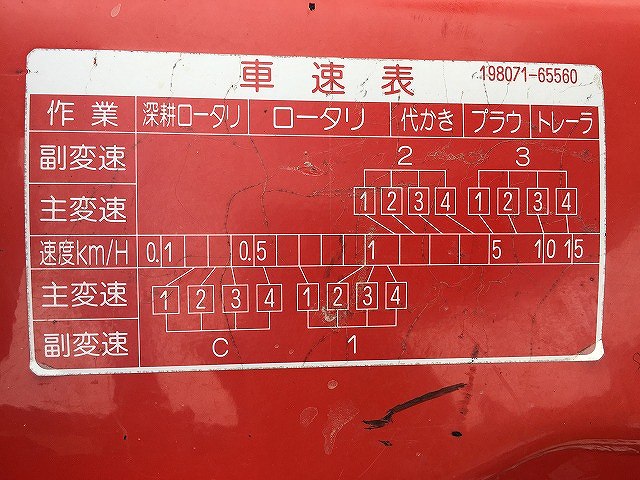 車速表 198071-65560
作業 深耕ロータリ ロータリ 代かき プラウ トレーラ
副変速 2 3
主変速 1 2 3 4 1 2 3 4
速度km/H 0.1 0.5 1 5 10 15
主変速 1 2 3 4 1 2 3 4
副変速 C 1